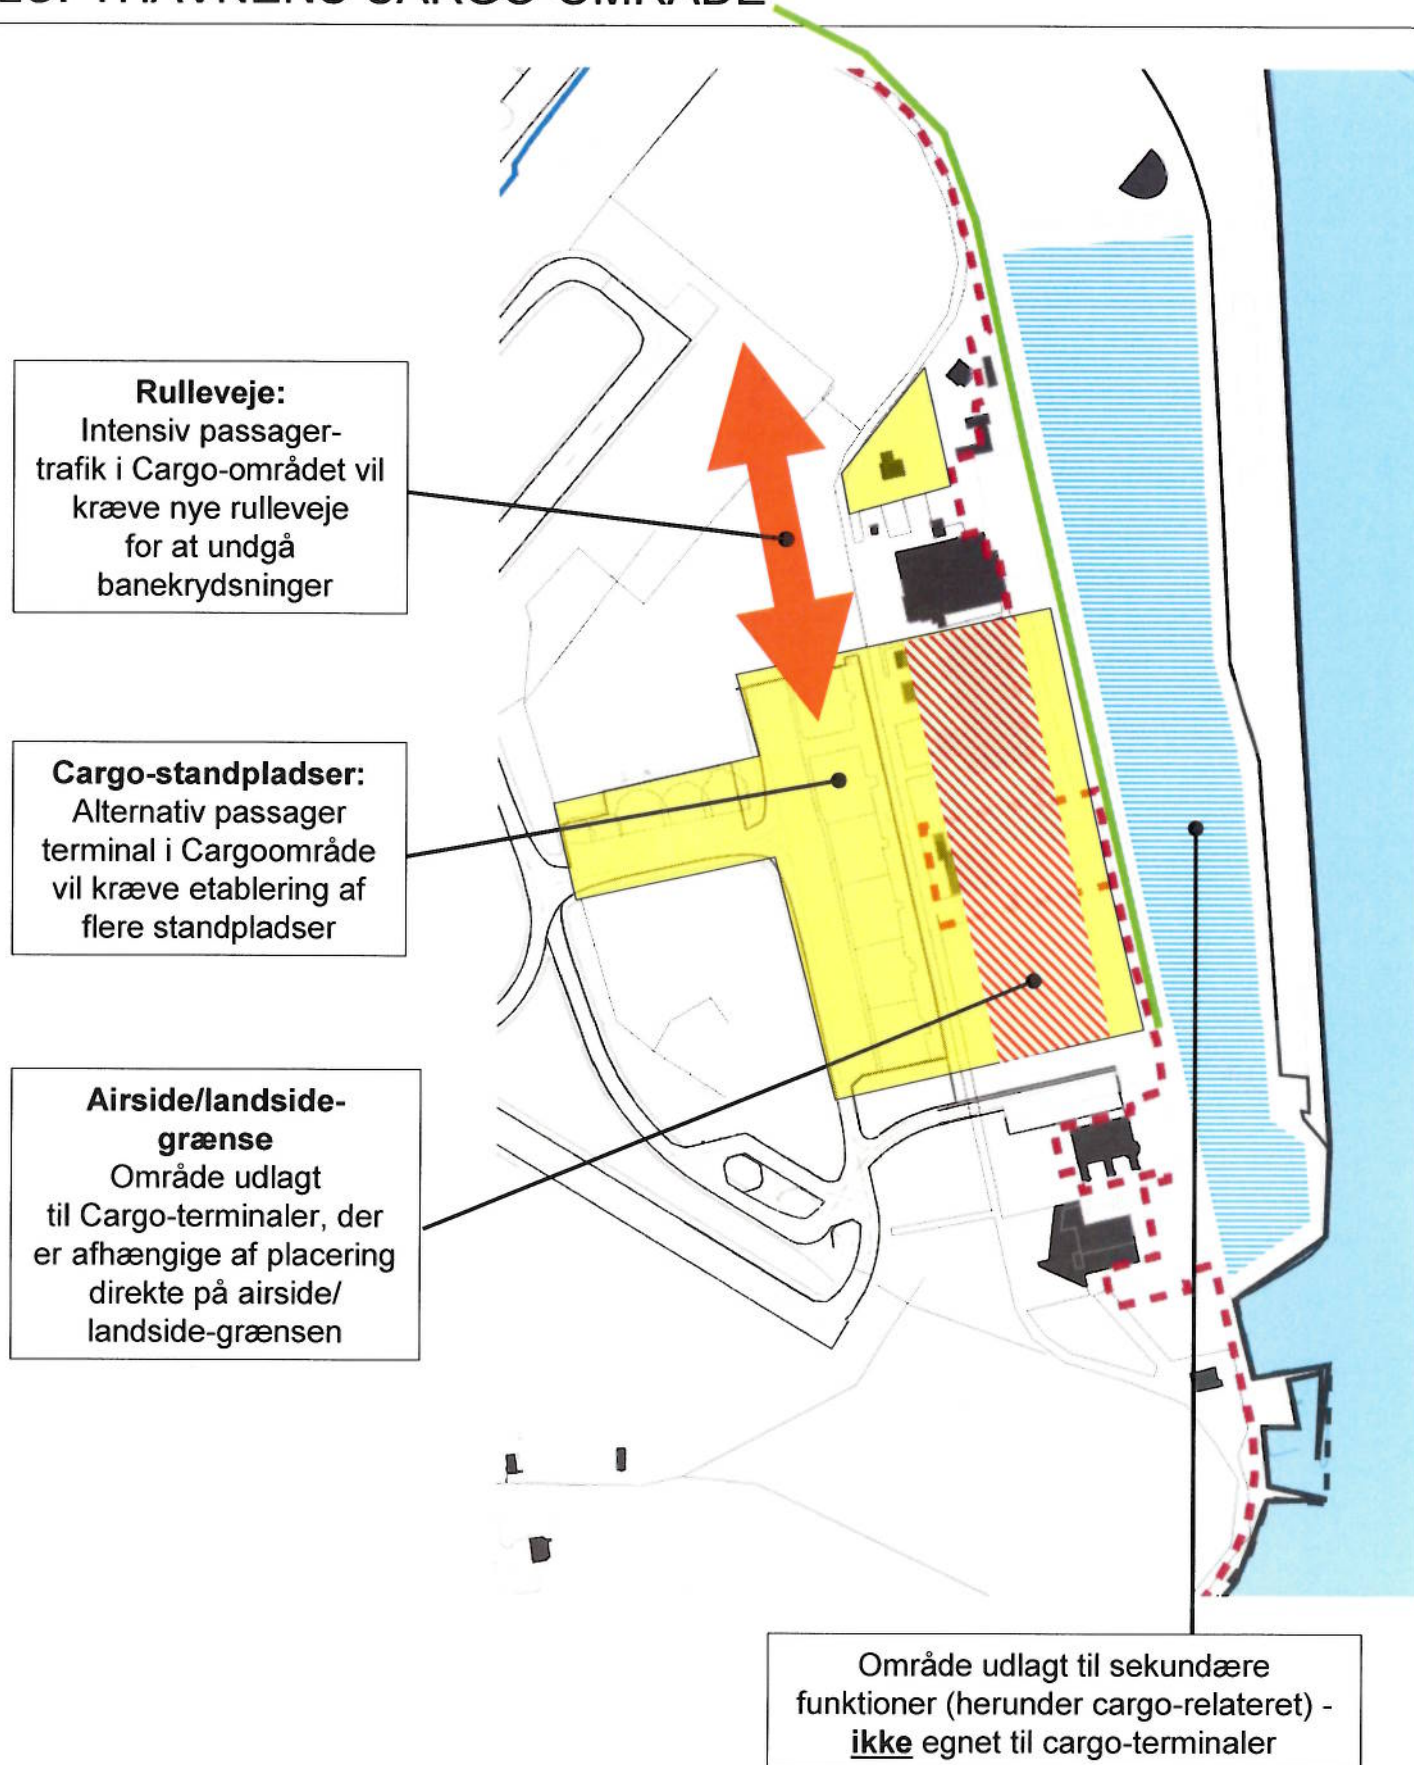 CARGO-OMRÅDE
Rulleveje:
Intensiv passager-
trafik i Cargo-området vil
kræve nye rulleveje
for at undgå
banekrydsninger
Cargo-standpladser:
Alternativ passager
terminal i Cargoområde
vil kræve etablering af
flere standpladser
Airside/landside-
grænse
Område udlagt
til Cargo-terminaler, der
er afhængige af placering
direkte på airside/
landside-grænsen
Område udlagt til sekundære
funktioner (herunder cargo-relateret) -
ikke egnet til cargo-terminaler